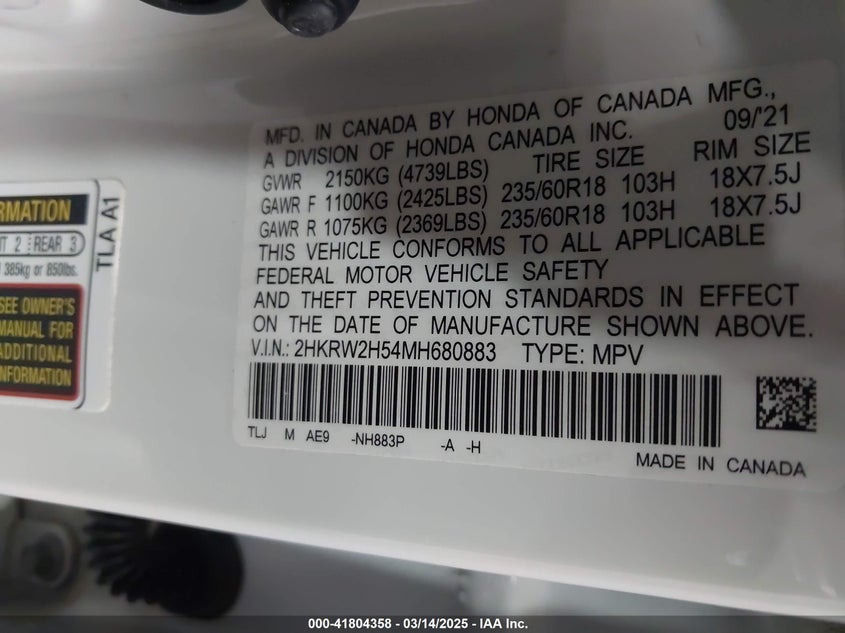 MFD. IN CANADA BY HONDA OF CANADA MFG.,
A DIVISION OF HONDA CANADA INC. 09/'21
GVWR 2150KG (4739LBS) TIRE SIZE RIM SIZE
GAWR F 1100KG (2425LBS) 235/60R18 103H 18X7.5J
GAWR R 1075KG (2369LBS) 235/60R18 103H 18X7.5J
THIS VEHICLE CONFORMS TO ALL APPLICABLE
FEDERAL MOTOR VEHICLE SAFETY
AND THEFT PREVENTION STANDARDS IN EFFECT
ON THE DATE OF MANUFACTURE SHOWN ABOVE.
V.I.N.: 2HKRW2H54MH680883 TYPE: MPV
TLJ M AE9 -NH883P -A -H
MADE IN CANADA
RMATION
2 REAR 3
385kg or 850lbs.
SEE OWNER'S
MANUAL FOR
ADDITIONAL
INFORMATION
TLA A1
000-41804358 - 03/14/2025 - IAA Inc.